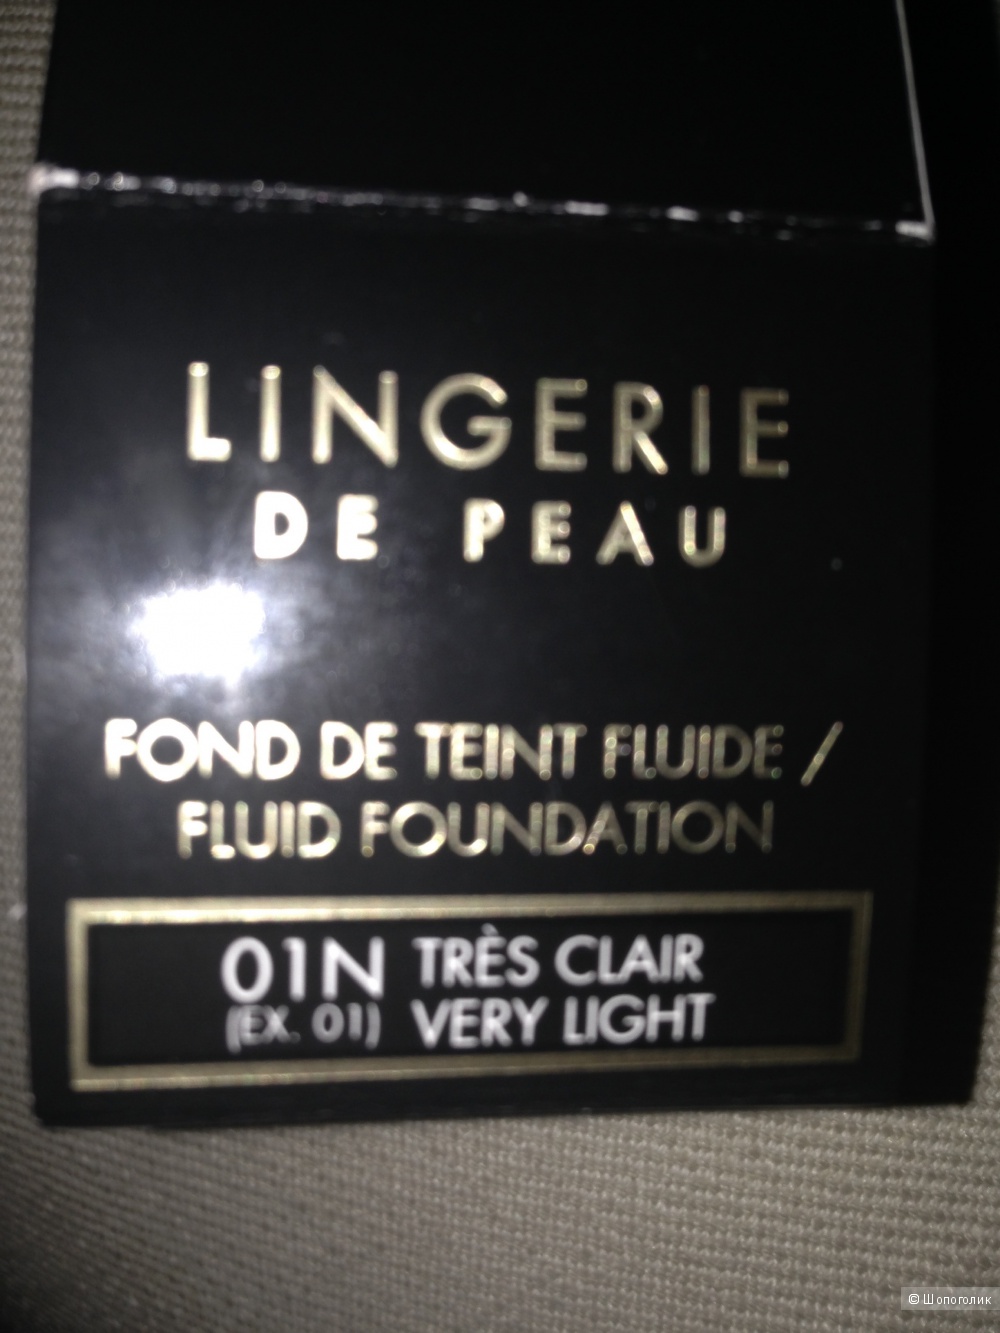 LINGERIE
DE PEAU
FOND DE TEINT FLUIDE /
FLUID FOUNDATION
01N TRÈS CLAIR
(EX. 01) VERY LIGHT
© Шопоголик